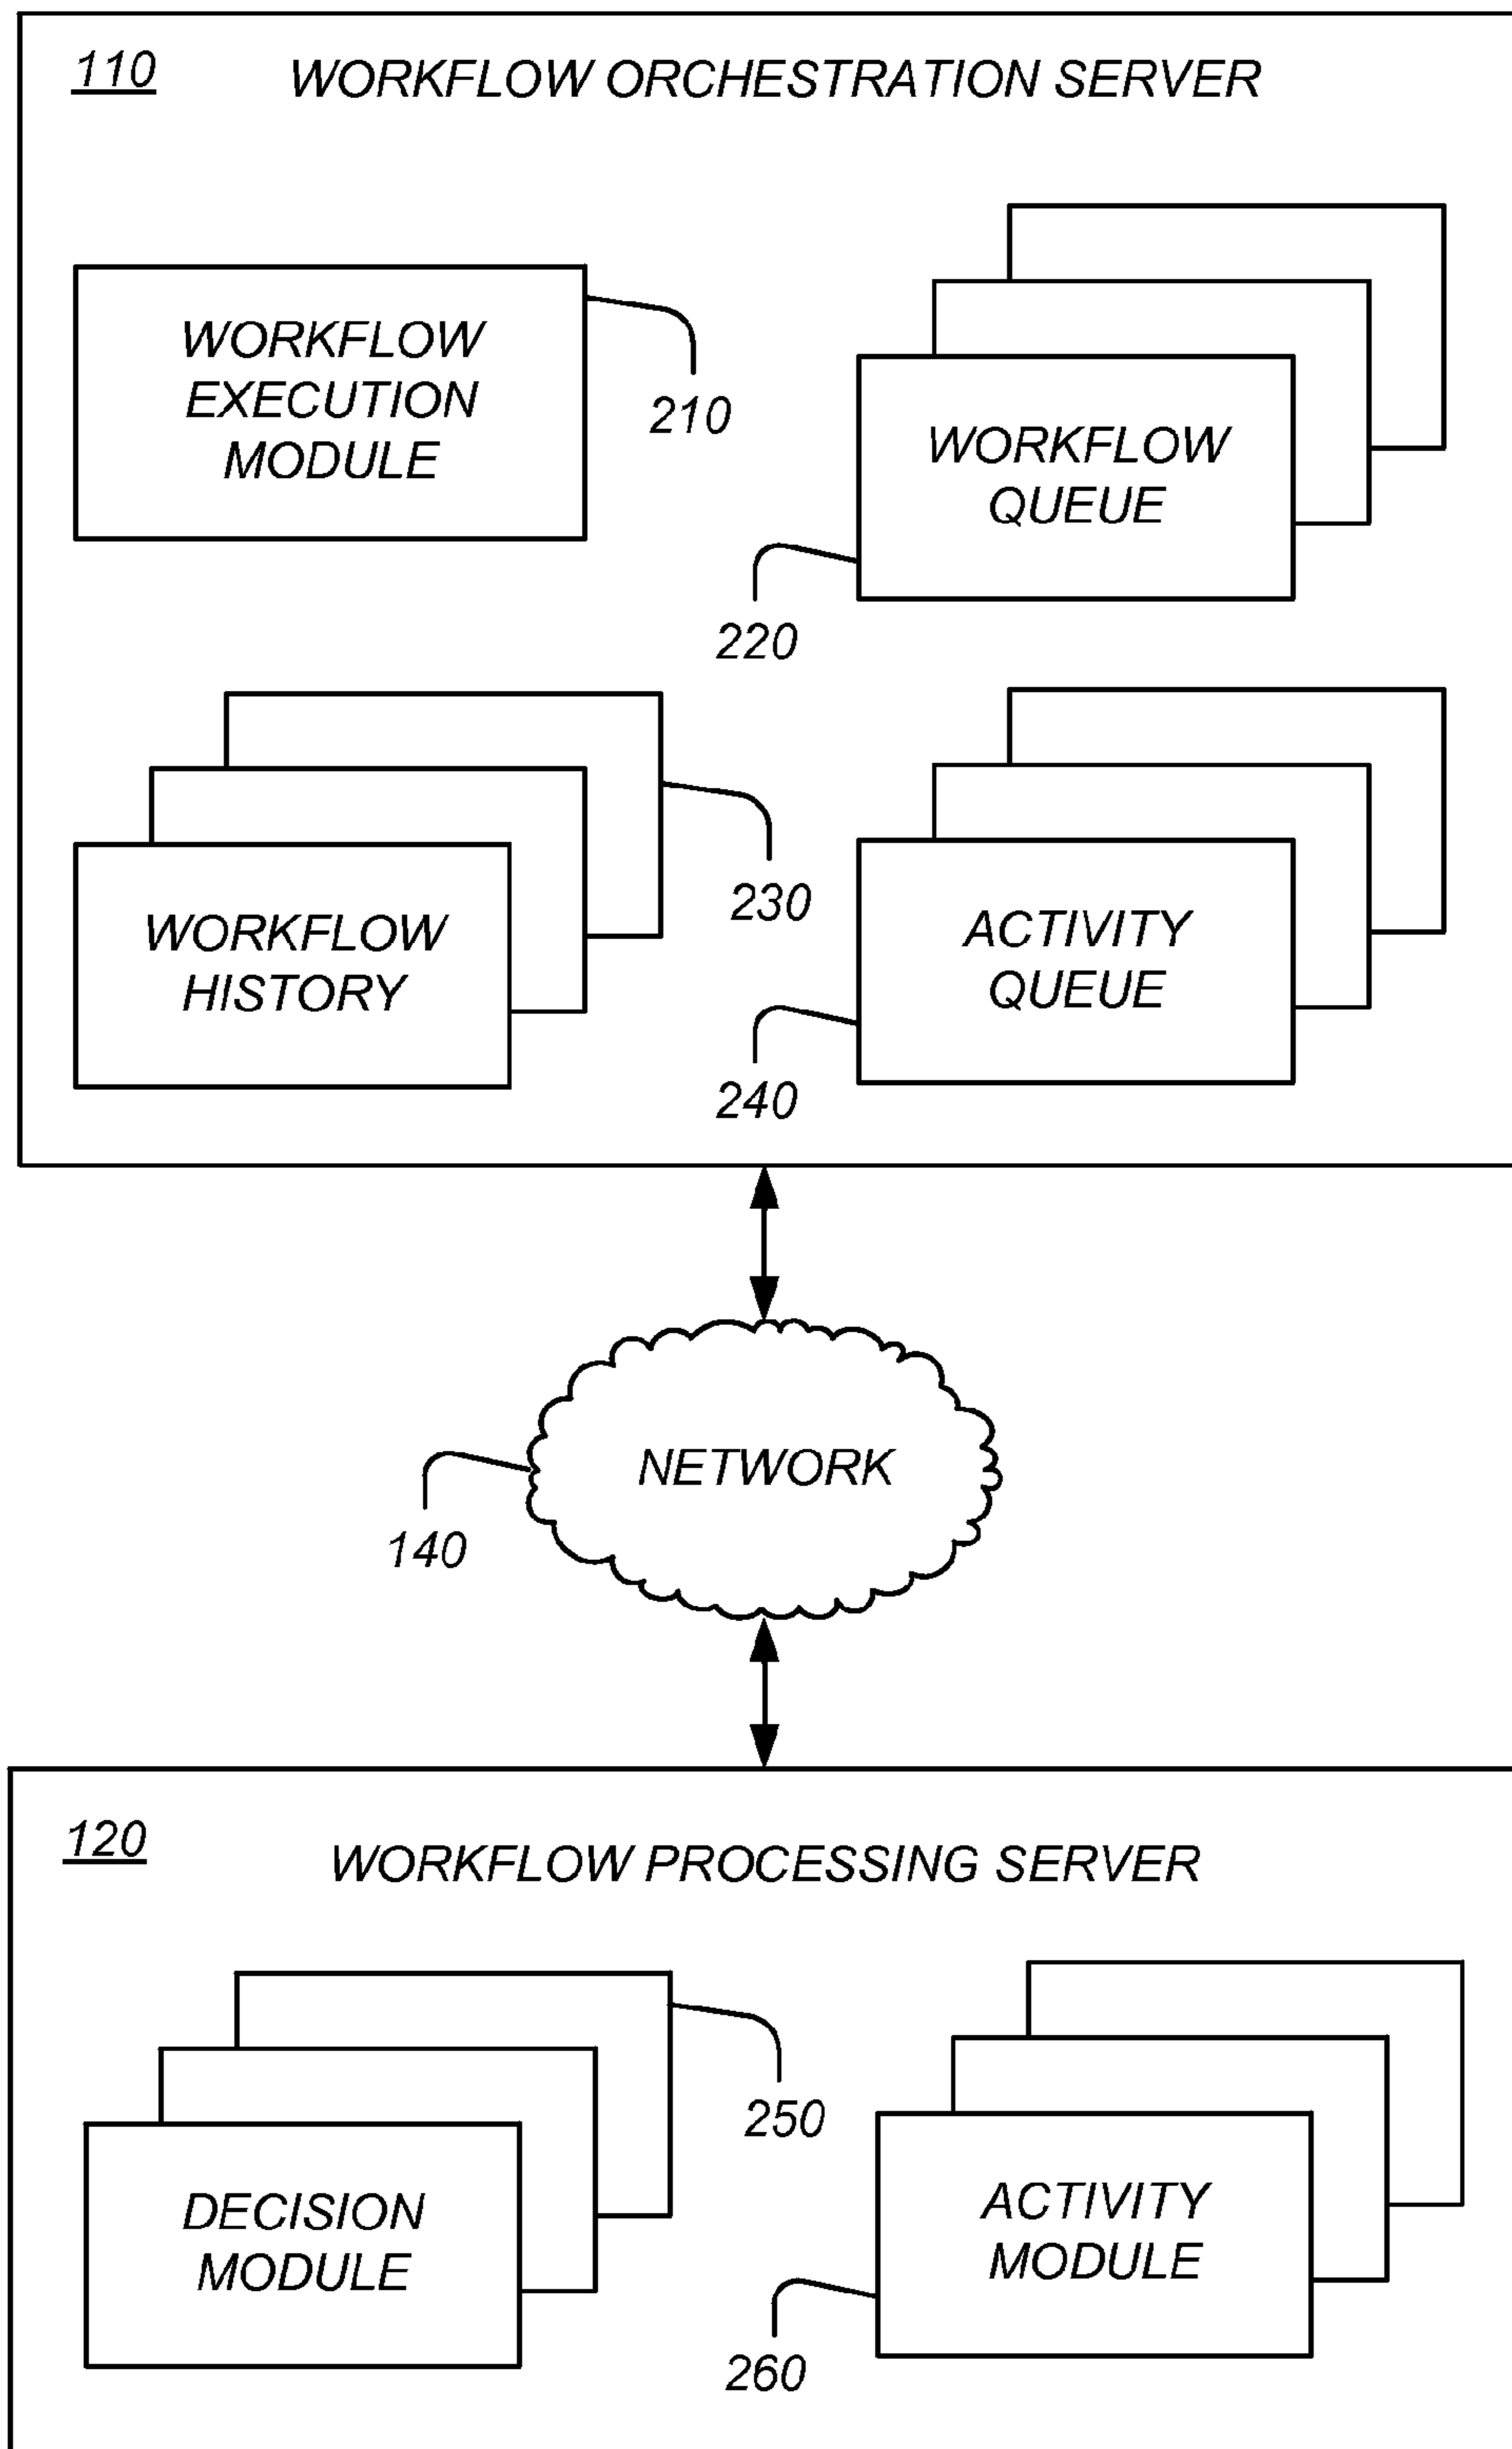 110
WORKFLOW ORCHESTRATION SERVER
WORKFLOW
EXECUTION
MODULE
210
WORKFLOW
QUEUE
220
WORKFLOW
HISTORY
230
ACTIVITY
QUEUE
240
NETWORK
140
120
WORKFLOW PROCESSING SERVER
DECISION
MODULE
250
ACTIVITY
MODULE
260